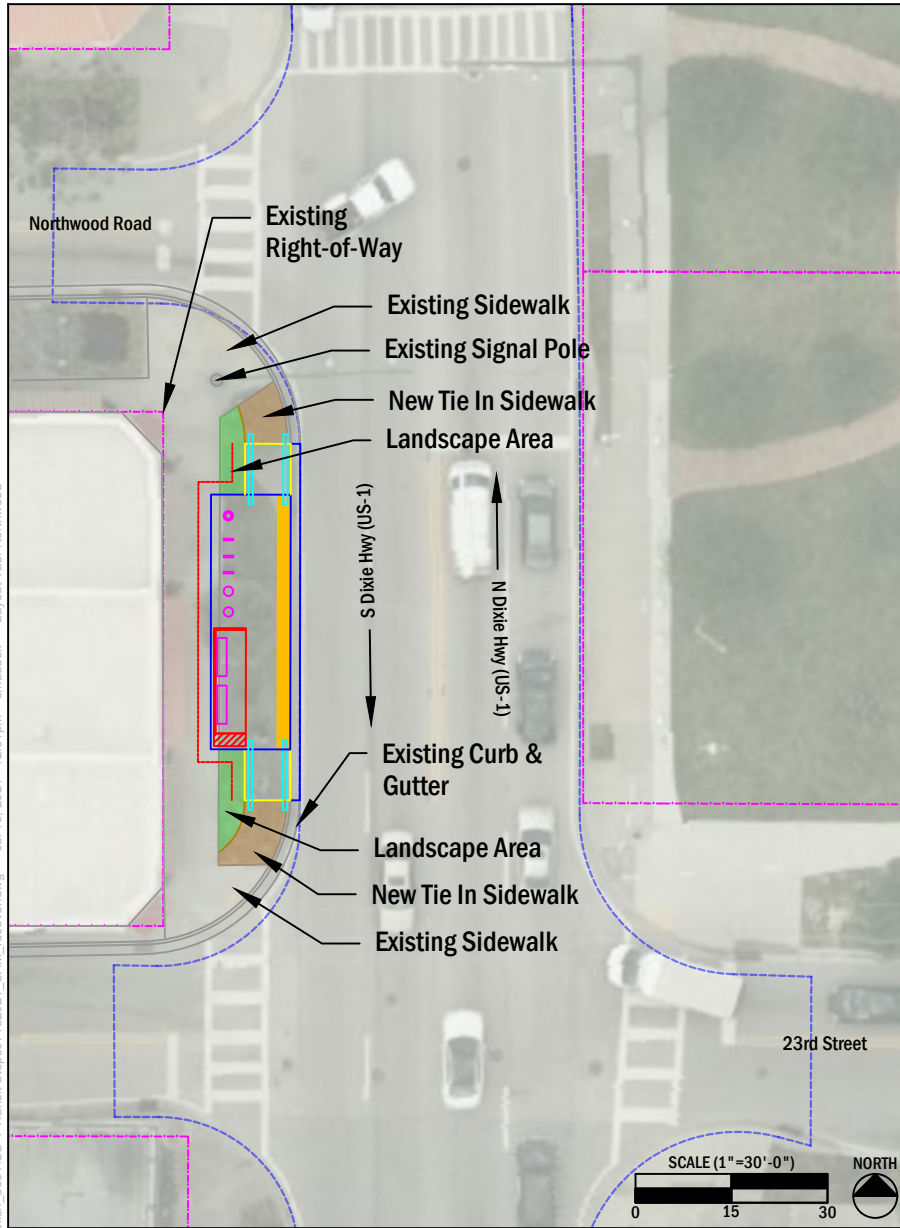 Northwood Road
Existing
Right-of-Way
Existing Sidewalk
Existing Signal Pole
New Tie In Sidewalk
Landscape Area
S Dixie Hwy (US-1)
N Dixie Hwy (US-1)
Existing Curb &
Gutter
Landscape Area
New Tie In Sidewalk
Existing Sidewalk
23rd Street
SCALE (1"=30'-0")
0 15 30
NORTH